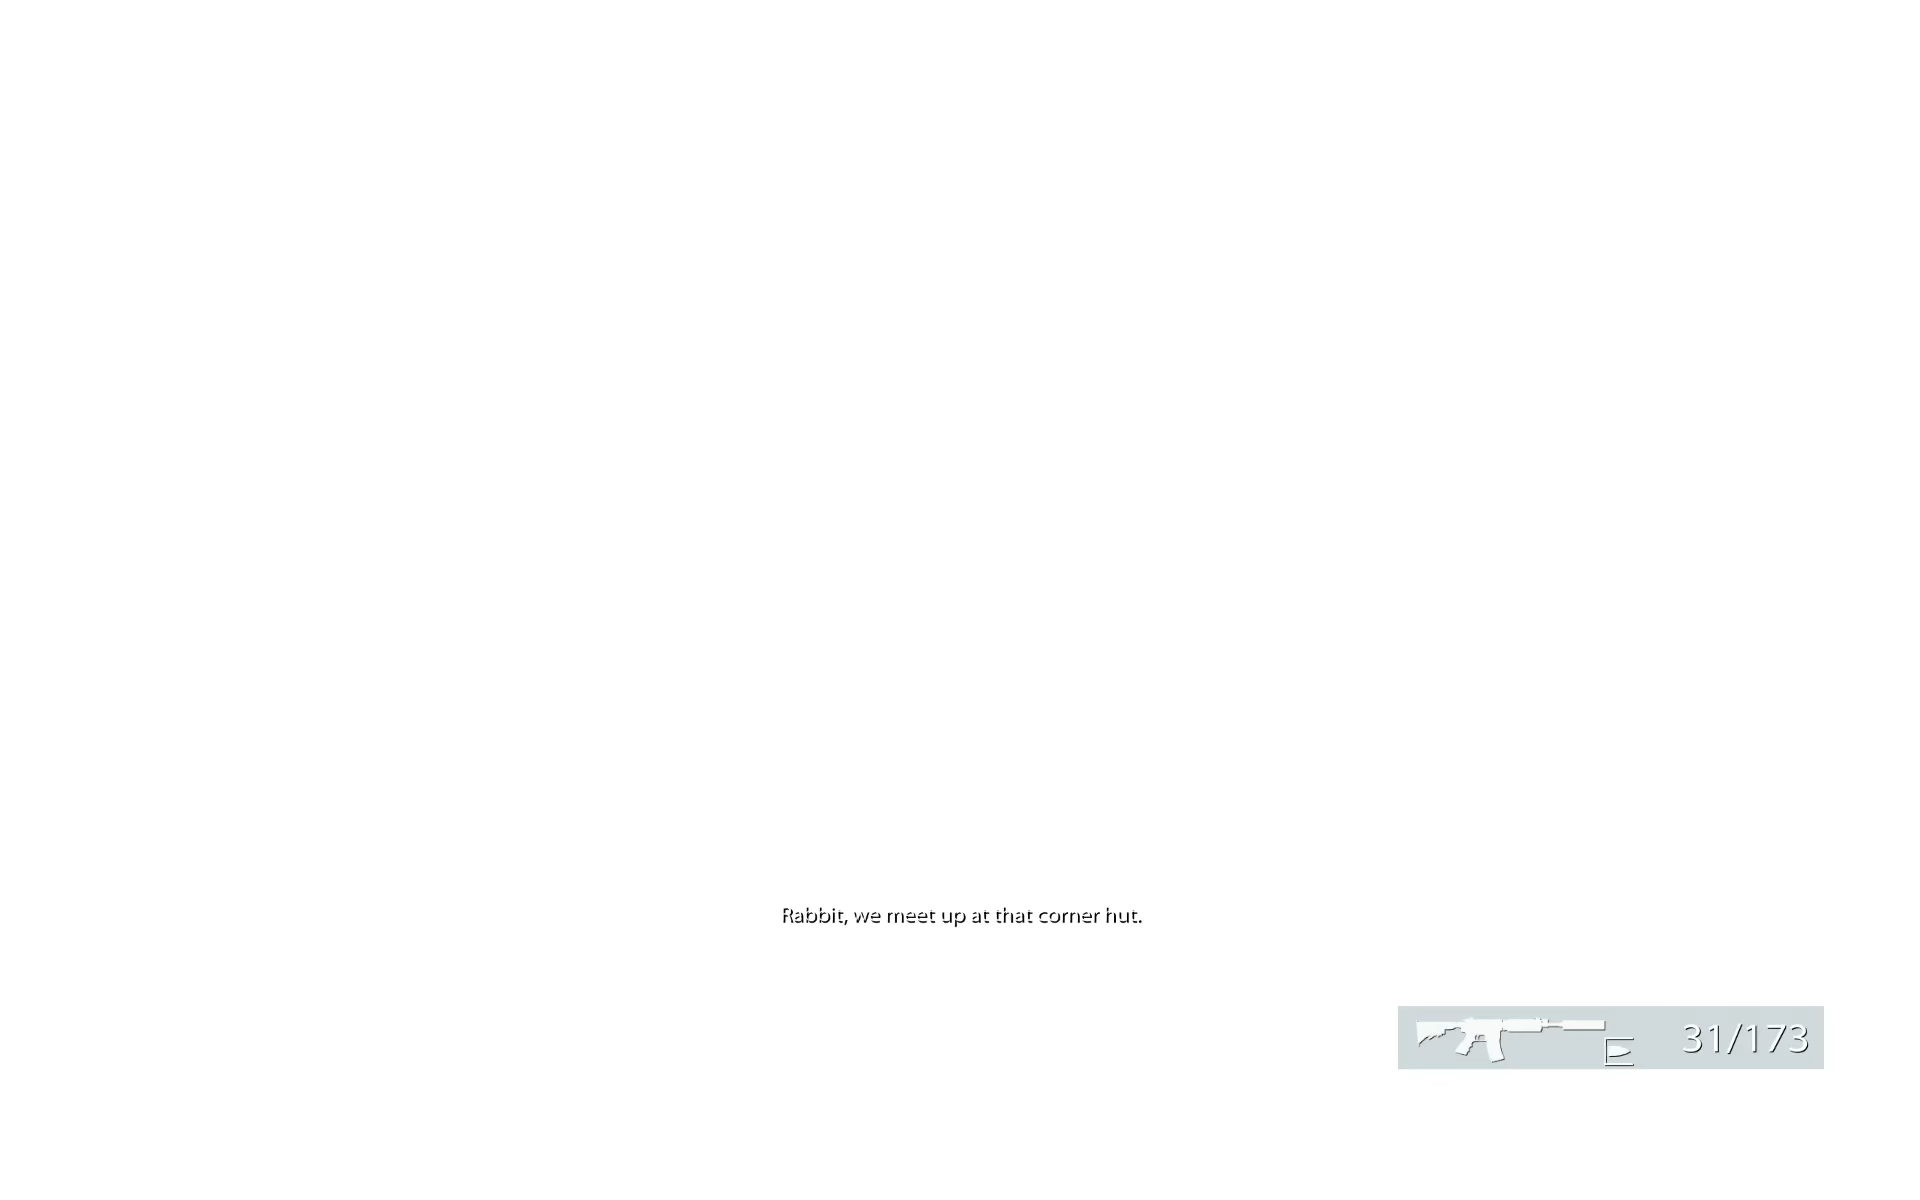 Rabbit, we meet up at that corner hut.
31/173